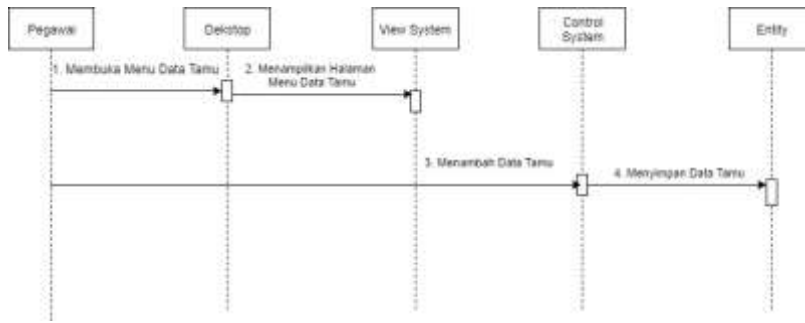 Pegawai
Dekstop
View System
Control
System
Entity
1. Membuka Menu Data Tamu
2. Menampilkan Halaman
Menu Data Tamu
3. Menambah Data Tamu
4. Menyimpan Data Tamu